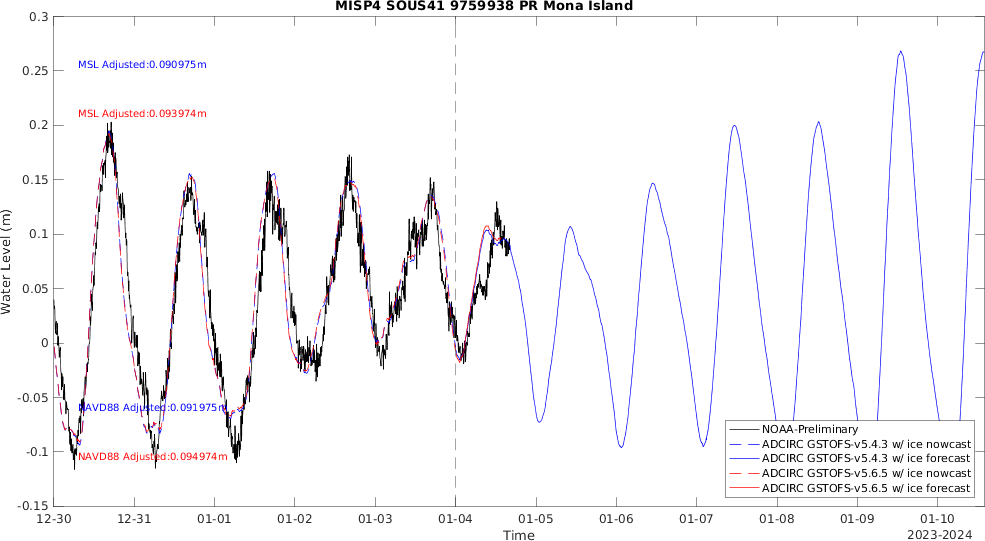 MISP4 SOUS41 9759938 PR Mona Island
0.3
0.25
0.2
0.15
0.1
0.05
0
-0.05
-0.1
-0.15
Water Level (m)
MSL Adjusted:0.090975m
MSL Adjusted:0.093974m
NAVD88 Adjusted:0.091975m
NAVD88 Adjusted:0.094974m
NOAA-Preliminary
ADCIRC GSTOFS-v5.4.3 w/ ice nowcast
ADCIRC GSTOFS-v5.4.3 w/ ice forecast
ADCIRC GSTOFS-v5.6.5 w/ ice nowcast
ADCIRC GSTOFS-v5.6.5 w/ ice forecast
12-30 12-31 01-01 01-02 01-03 01-04 01-05 01-06 01-07 01-08 01-09 01-10
Time
2023-2024